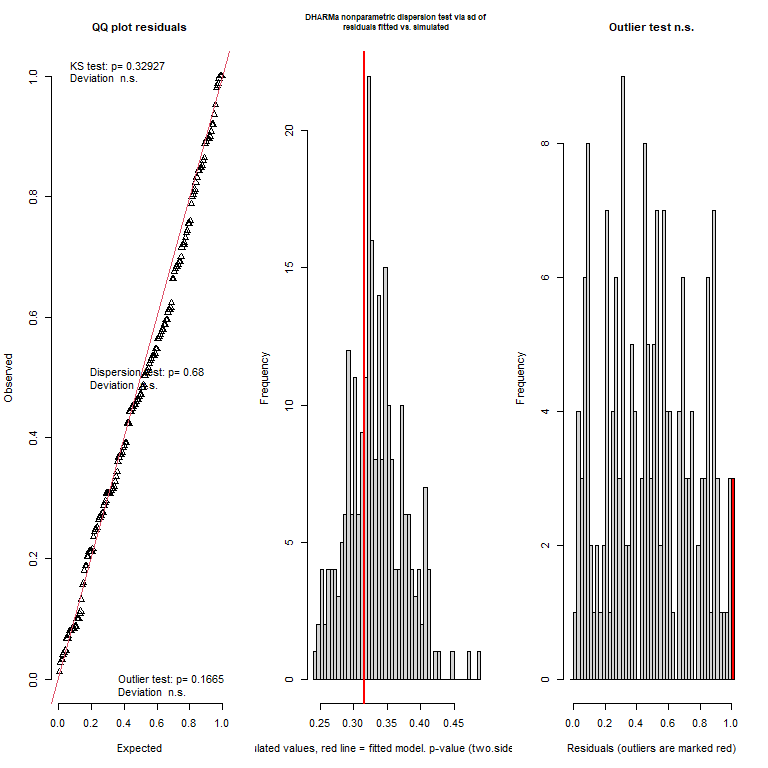 QQ plot residuals
KS test: p= 0.32927
Deviation n.s.
Dispersion test: p= 0.68
Deviation n.s.
Outlier test: p= 0.1665
Deviation n.s.
Observed
0.0 0.2 0.4 0.6 0.8 1.0
0.0 0.2 0.4 0.6 0.8 1.0
Expected
DHARMa nonparametric dispersion test via sd of
residuals fitted vs. simulated
Frequency
0 5 10 15 20
0.25 0.30 0.35 0.40 0.45
ulated values, red line = fitted model. p-value (two.side
Outlier test n.s.
Frequency
0 2 4 6 8
0.0 0.2 0.4 0.6 0.8 1.0
Residuals (outliers are marked red)